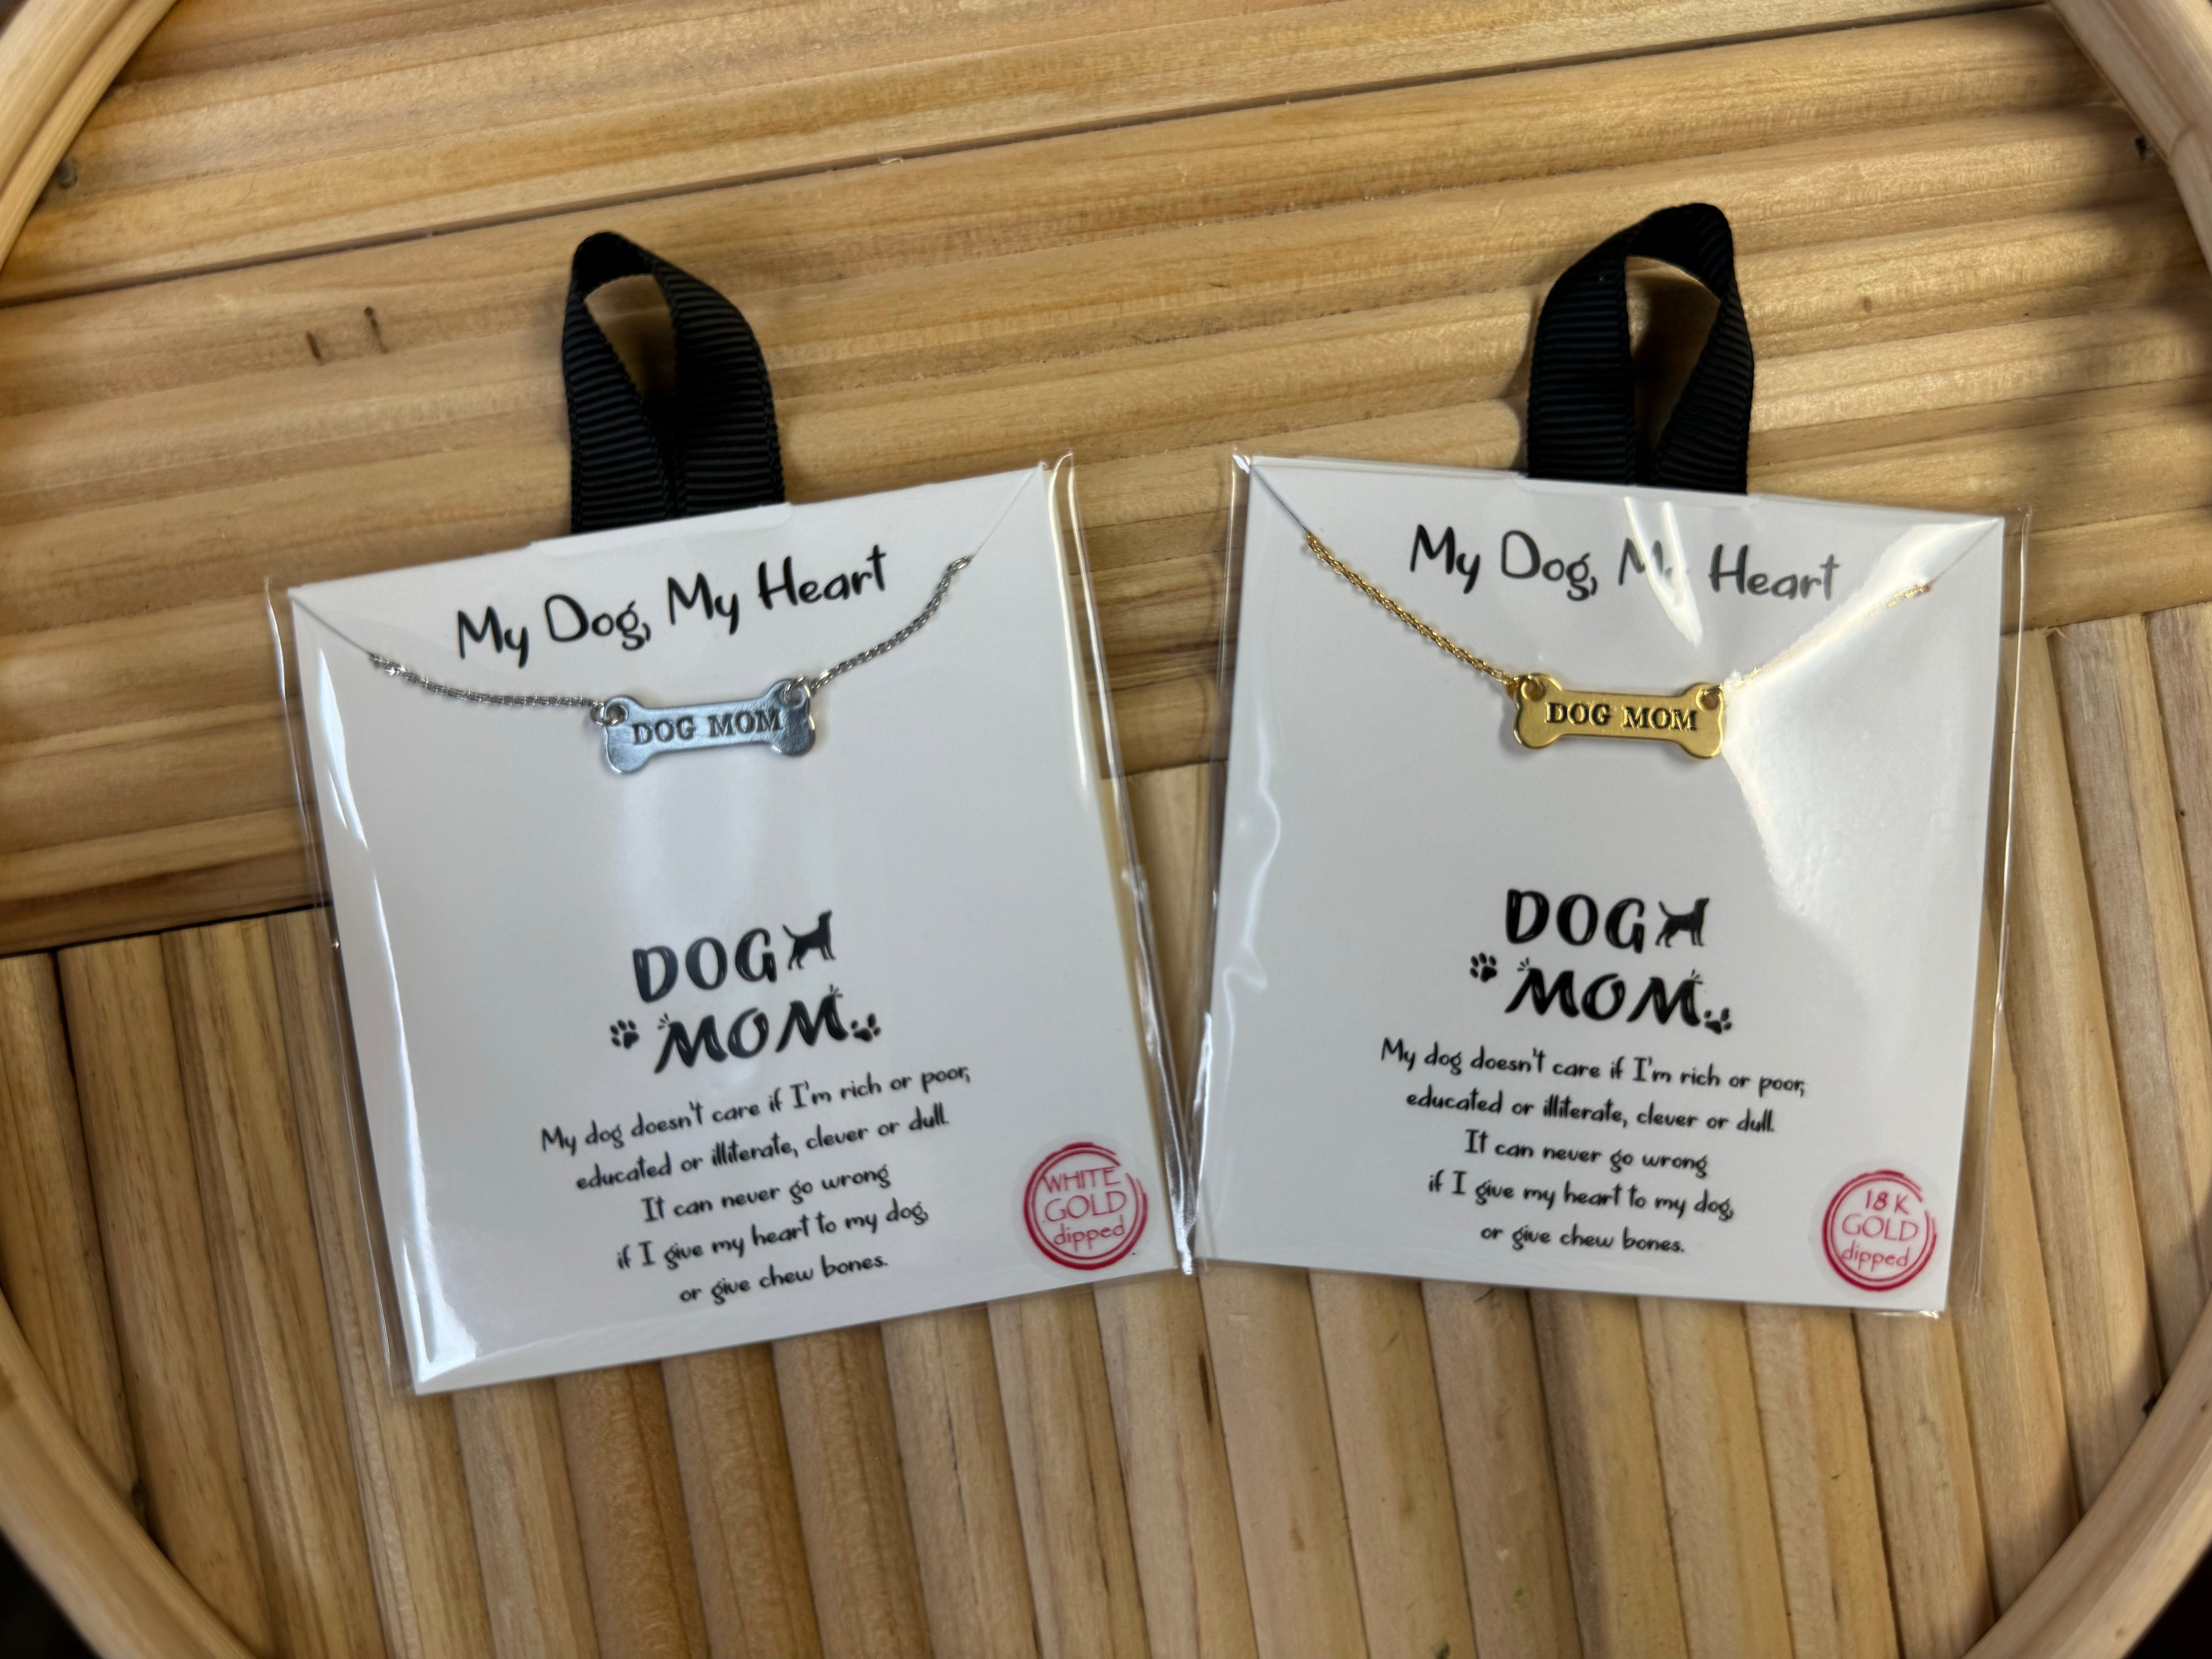 My Dog, My Heart
DOG MOM
DOG
MOM
My dog doesn't care if I'm rich or poor,
educated or illiterate, clever or dull.
It can never go wrong
if I give my heart to my dog,
or give chew bones.
WHITE
GOLD
dipped
My Dog, My Heart
DOG MOM
DOG
MOM
My dog doesn't care if I'm rich or poor,
educated or illiterate, clever or dull.
It can never go wrong
if I give my heart to my dog,
or give chew bones.
18 K
GOLD
dipped